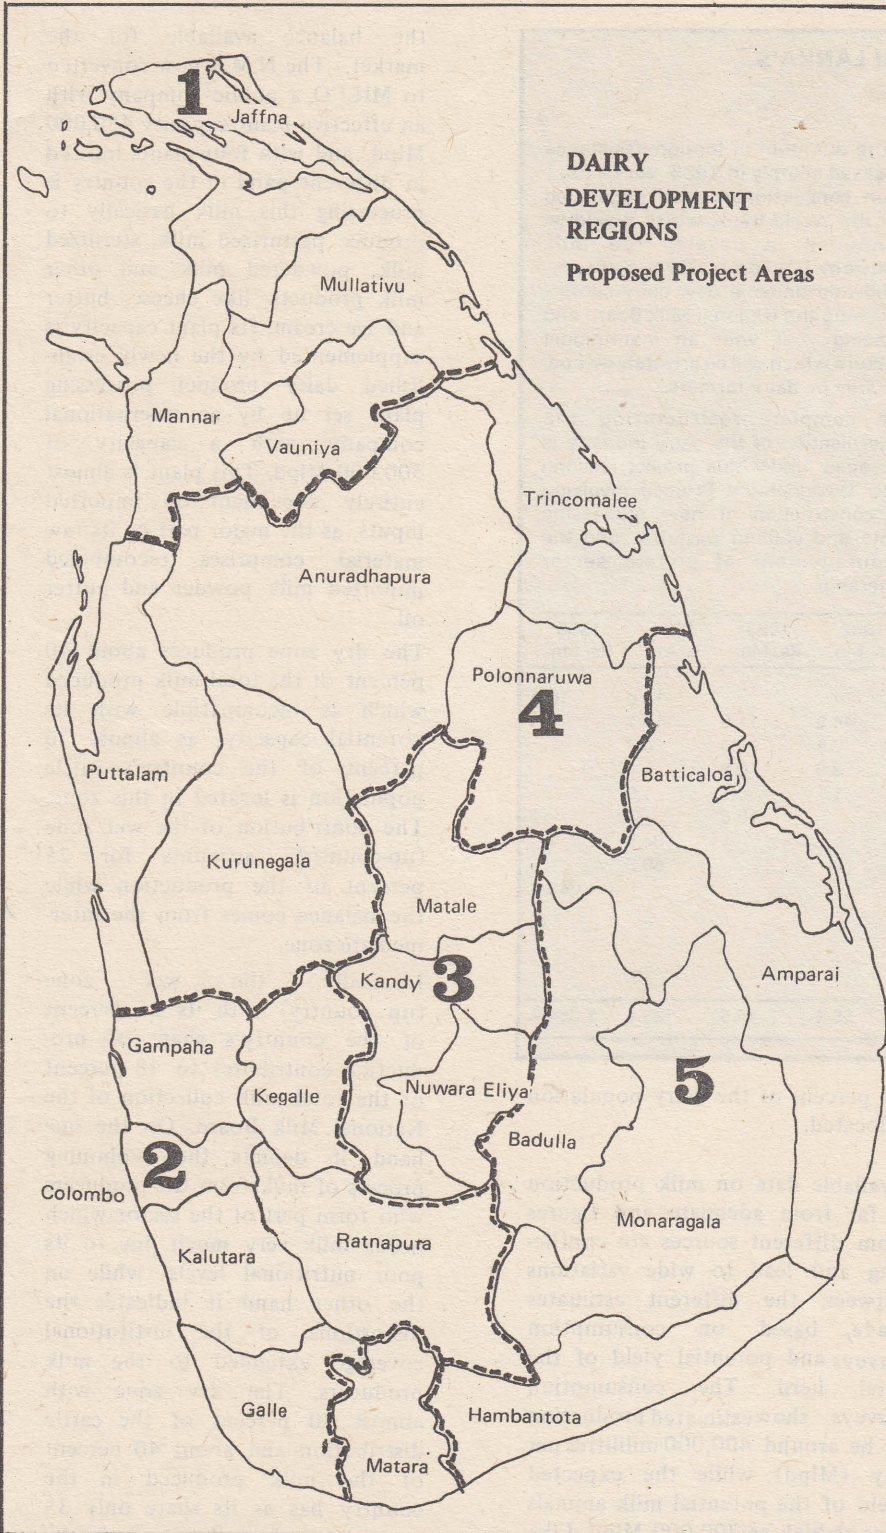 1
Jaffna
DAIRY
DEVELOPMENT
REGIONS
Proposed Project Areas
Mullativu
Mannar
Vauniya
Trincomalee
Anuradhapura
Polonnaruwa
4
Puttalam
Batticaloa
Kurunegala
Matale
Kandy
3
Amparai
Gampaha
Kegalle
Nuwara Eliya
5
Badulla
2
Colombo
Monaragala
Kalutara
Ratnapura
Galle
Hambantota
Matara